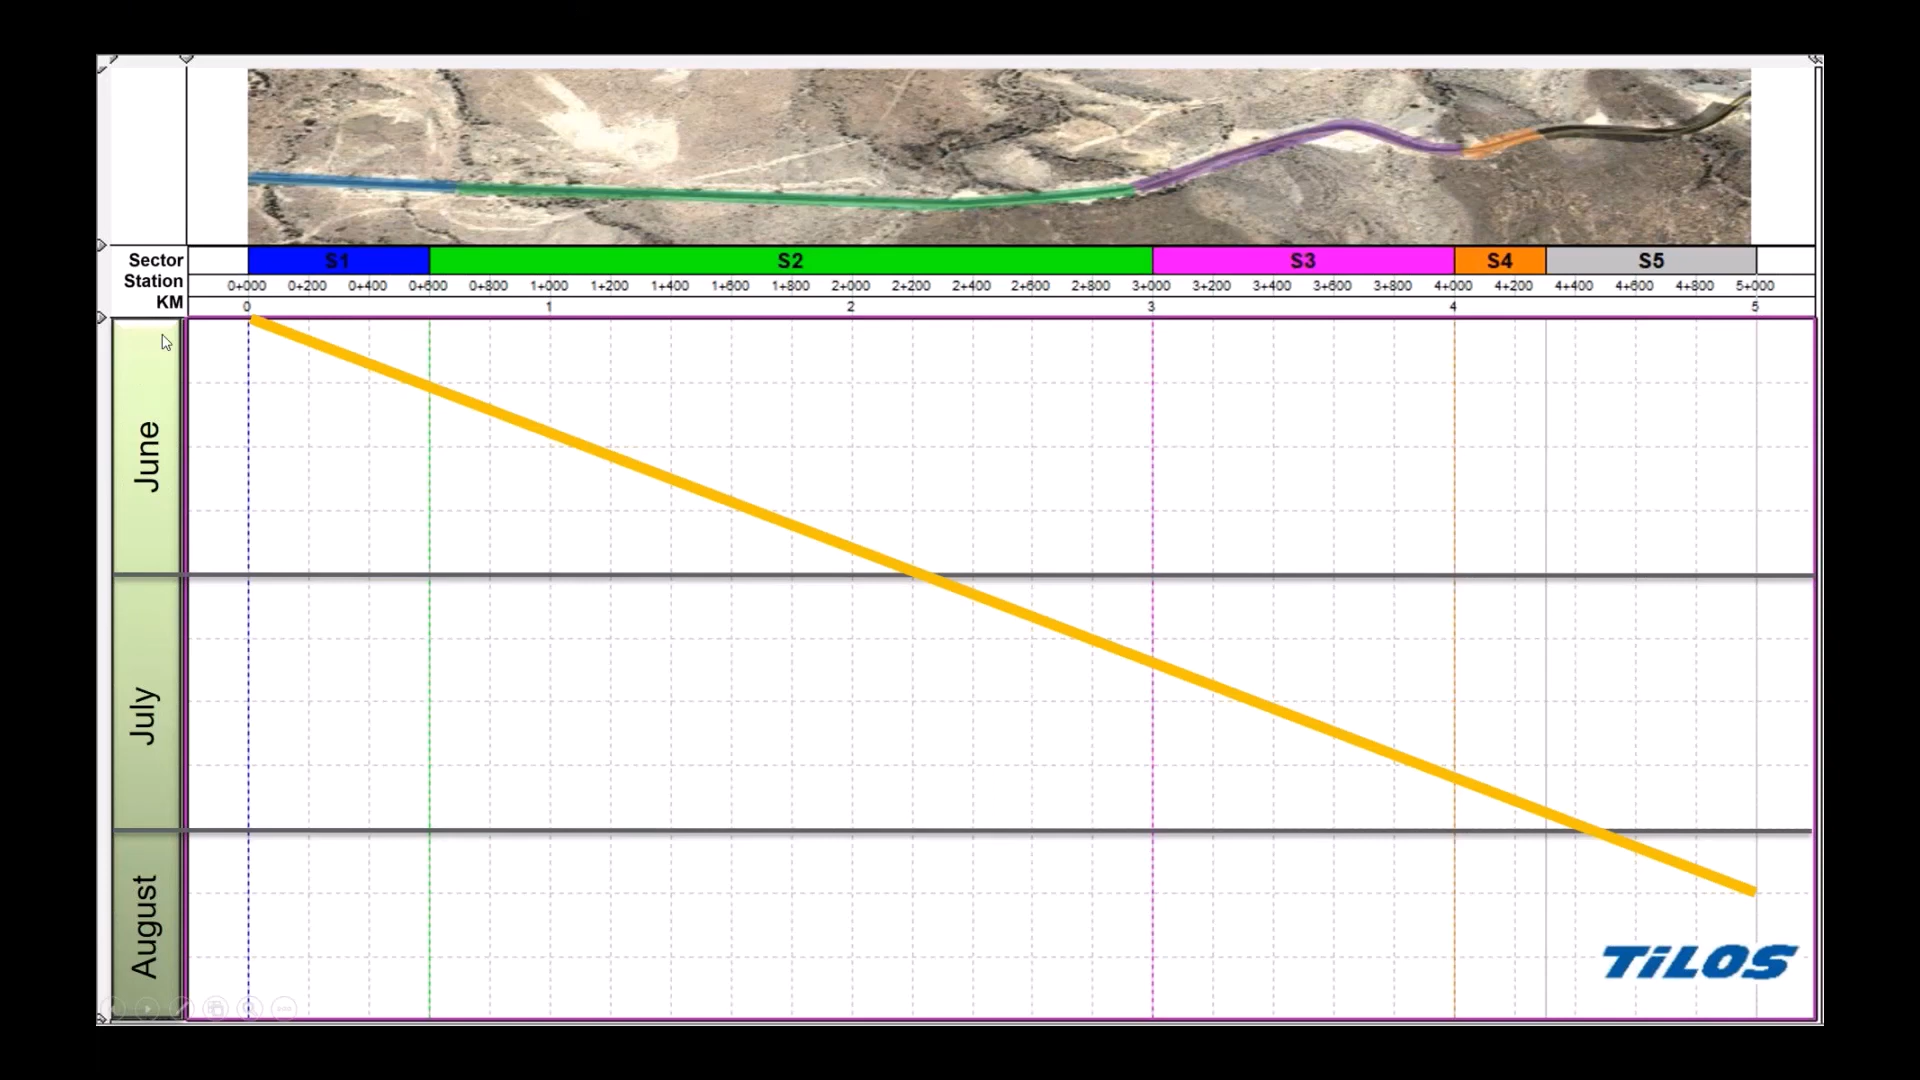 Sector S1 S2 S3 S4 S5
Station 0+000 0+200 0+400 0+600 0+800 1+000 1+200 1+400 1+600 1+800 2+000 2+200 2+400 2+600 2+800 3+000 3+200 3+400 3+600 3+800 4+000 4+200 4+400 4+600 4+800 5+000
KM 0 1 2 3 4 5
June
July
August
TiLOS